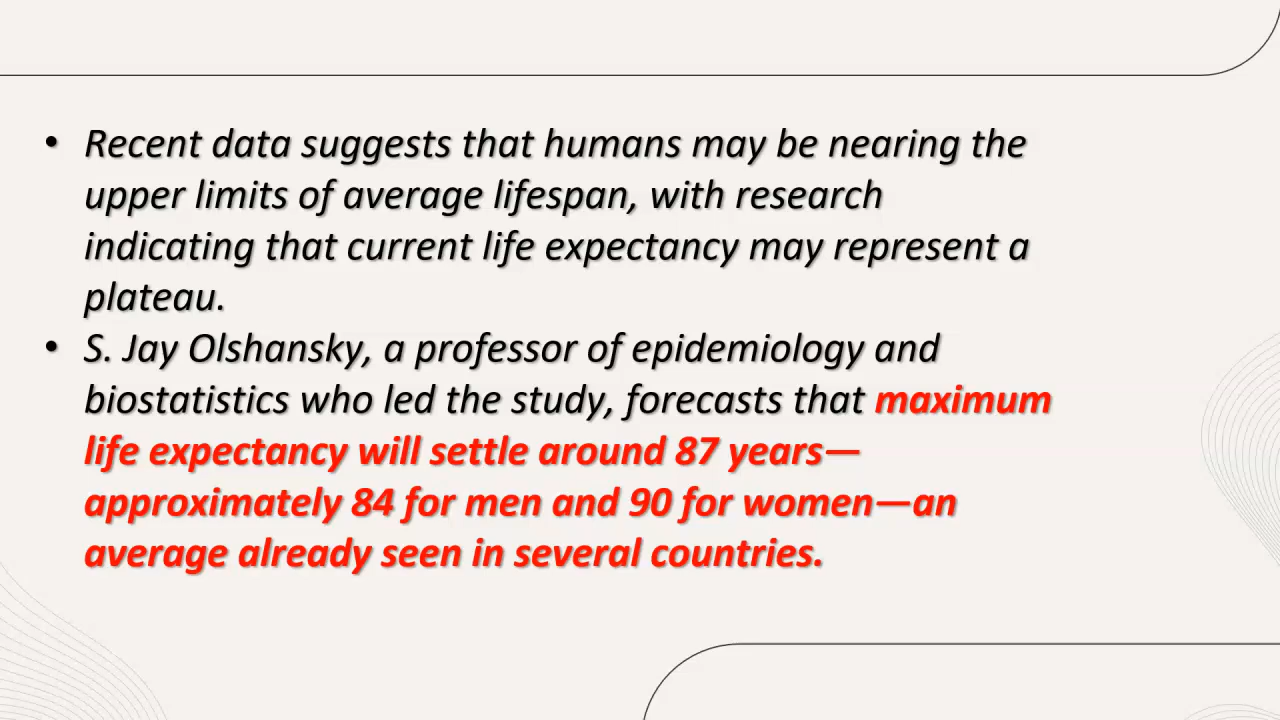 • Recent data suggests that humans may be nearing the
upper limits of average lifespan, with research
indicating that current life expectancy may represent a
plateau.
• S. Jay Olshansky, a professor of epidemiology and
biostatistics who led the study, forecasts that maximum
life expectancy will settle around 87 years—
approximately 84 for men and 90 for women—an
average already seen in several countries.